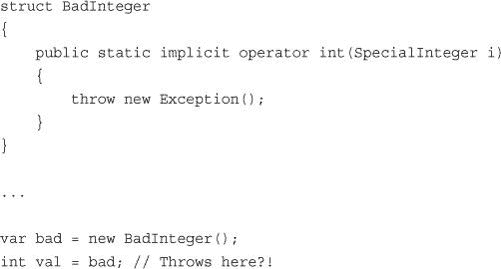 struct BadInteger
{
    public static implicit operator int(SpecialInteger i)
    {
        throw new Exception();
    }
}
...
var bad = new BadInteger();
int val = bad; // Throws here?!